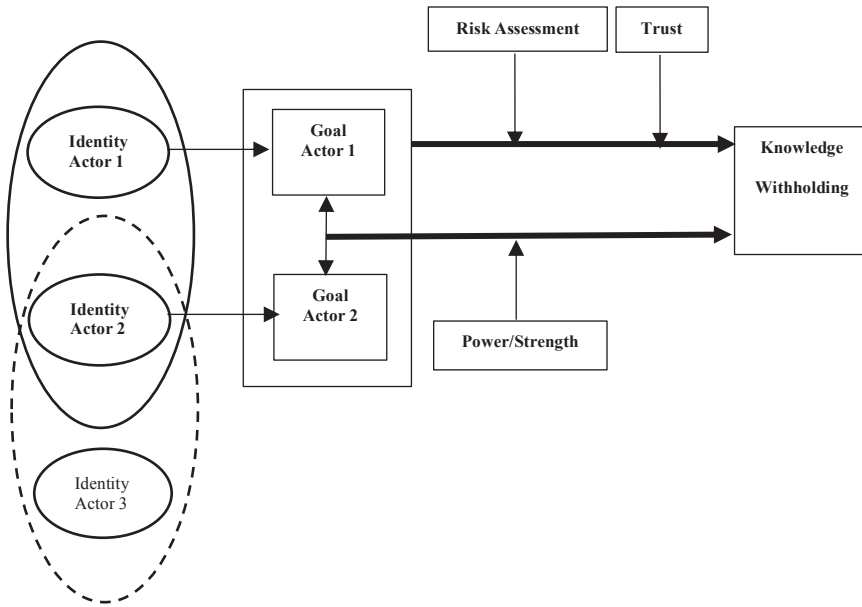 Risk Assessment
Trust
Identity
Actor 1
Goal
Actor 1
Knowledge
Withholding
Identity
Actor 2
Goal
Actor 2
Power/Strength
Identity
Actor 3